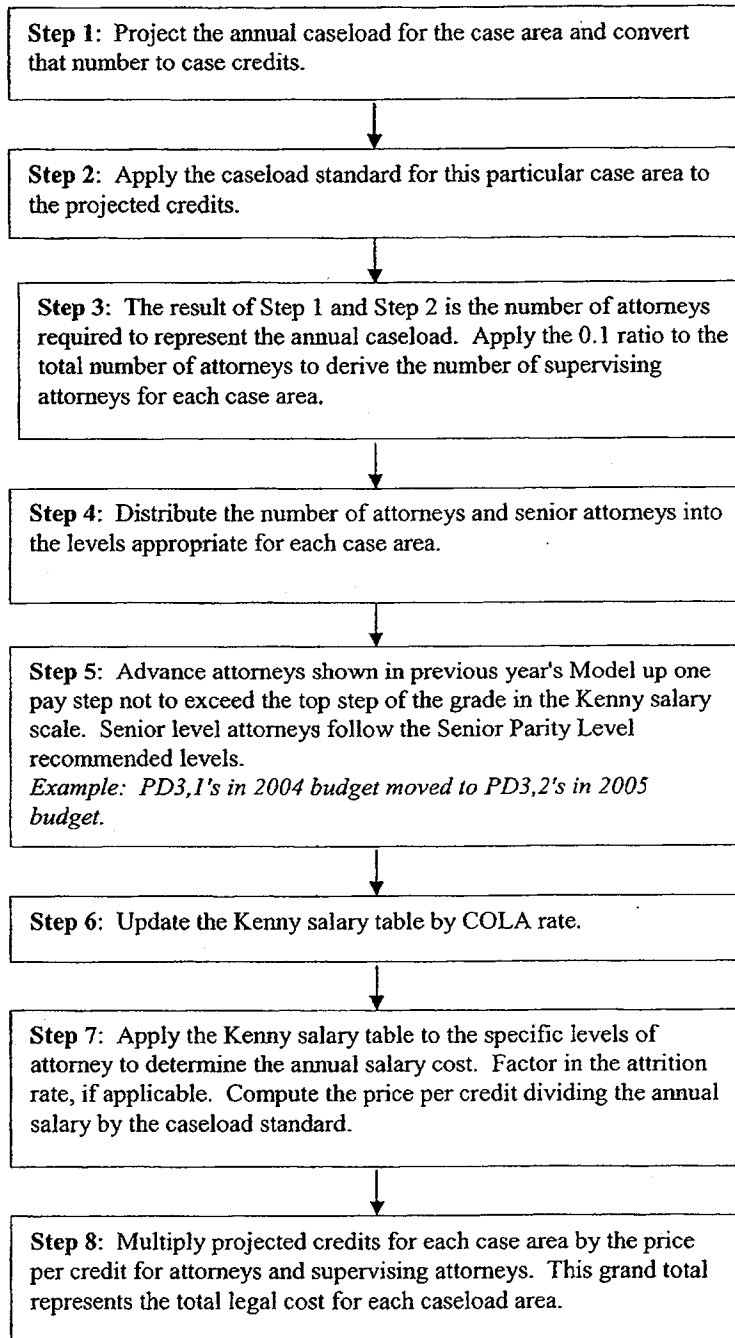 Step 1: Project the annual caseload for the case area and convert
that number to case credits.
Step 2: Apply the caseload standard for this particular case area to
the projected credits.
Step 3: The result of Step 1 and Step 2 is the number of attorneys
required to represent the annual caseload. Apply the 0.1 ratio to the
total number of attorneys to derive the number of supervising
attorneys for each case area.
Step 4: Distribute the number of attorneys and senior attorneys into
the levels appropriate for each case area.
Step 5: Advance attorneys shown in previous year's Model up one
pay step not to exceed the top step of the grade in the Kenny salary
scale. Senior level attorneys follow the Senior Parity Level
recommended levels.
Example: PD3,1's in 2004 budget moved to PD3,2's in 2005
budget.
Step 6: Update the Kenny salary table by COLA rate.
Step 7: Apply the Kenny salary table to the specific levels of
attorney to determine the annual salary cost. Factor in the attrition
rate, if applicable. Compute the price per credit dividing the annual
salary by the caseload standard.
Step 8: Multiply projected credits for each case area by the price
per credit for attorneys and supervising attorneys. This grand total
represents the total legal cost for each caseload area.